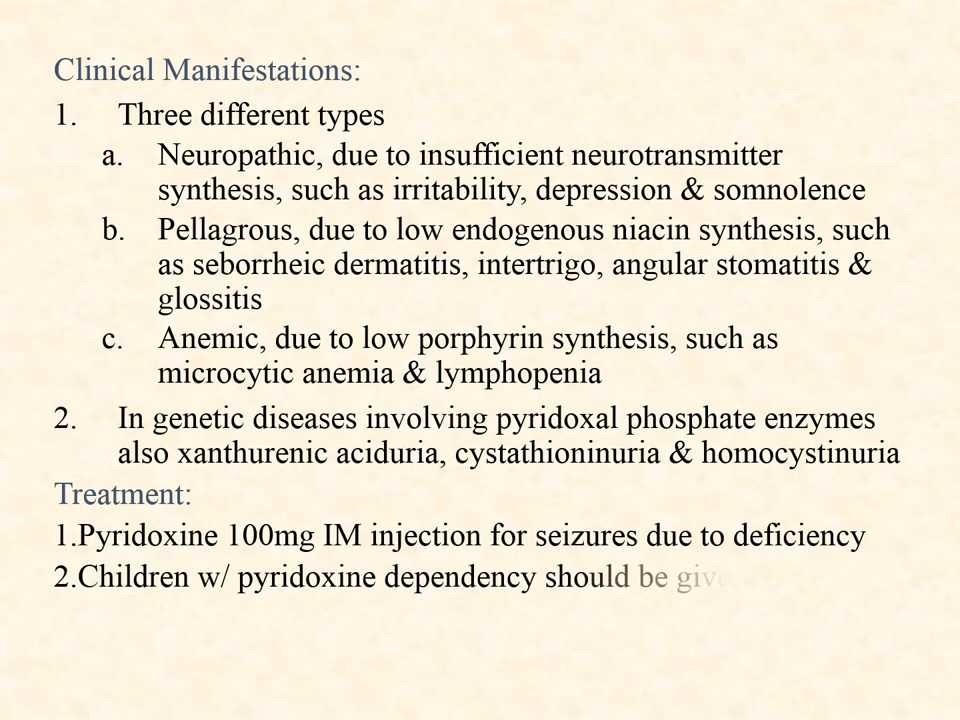 Clinical Manifestations:
1. Three different types
a. Neuropathic, due to insufficient neurotransmitter
synthesis, such as irritability, depression & somnolence
b. Pellagrous, due to low endogenous niacin synthesis, such
as seborrheic dermatitis, intertrigo, angular stomatitis &
glossitis
c. Anemic, due to low porphyrin synthesis, such as
microcytic anemia & lymphopenia
2. In genetic diseases involving pyridoxal phosphate enzymes
also xanthurenic aciduria, cystathioninuria & homocystinuria
Treatment:
1.Pyridoxine 100mg IM injection for seizures due to deficiency
2.Children w/ pyridoxine dependency should be